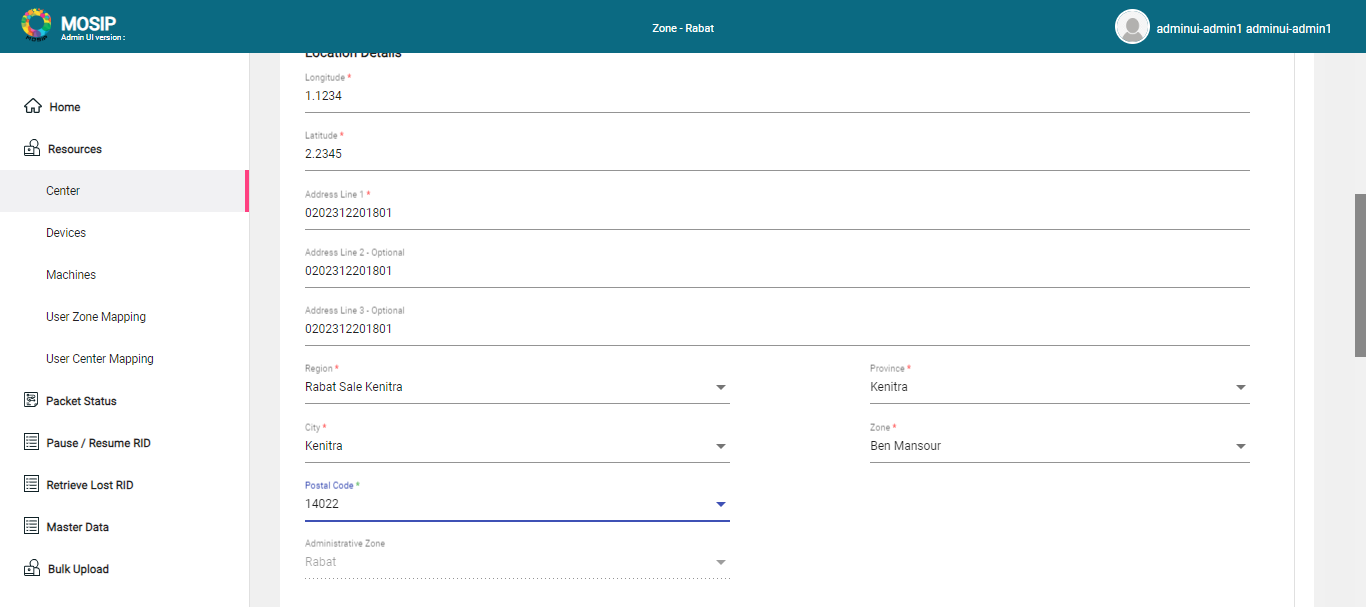 MOSIP
Admin UI version :
Zone - Rabat
adminui-admin1 adminui-admin1
Home
Resources
Center
Devices
Machines
User Zone Mapping
User Center Mapping
Packet Status
Pause / Resume RID
Retrieve Lost RID
Master Data
Bulk Upload
Location Details
Longitude *
1.1234
Latitude *
2.2345
Address Line 1 *
0202312201801
Address Line 2 - Optional
0202312201801
Address Line 3 - Optional
0202312201801
Region *
Rabat Sale Kenitra
Province *
Kenitra
City *
Kenitra
Zone *
Ben Mansour
Postal Code *
14022
Administrative Zone
Rabat